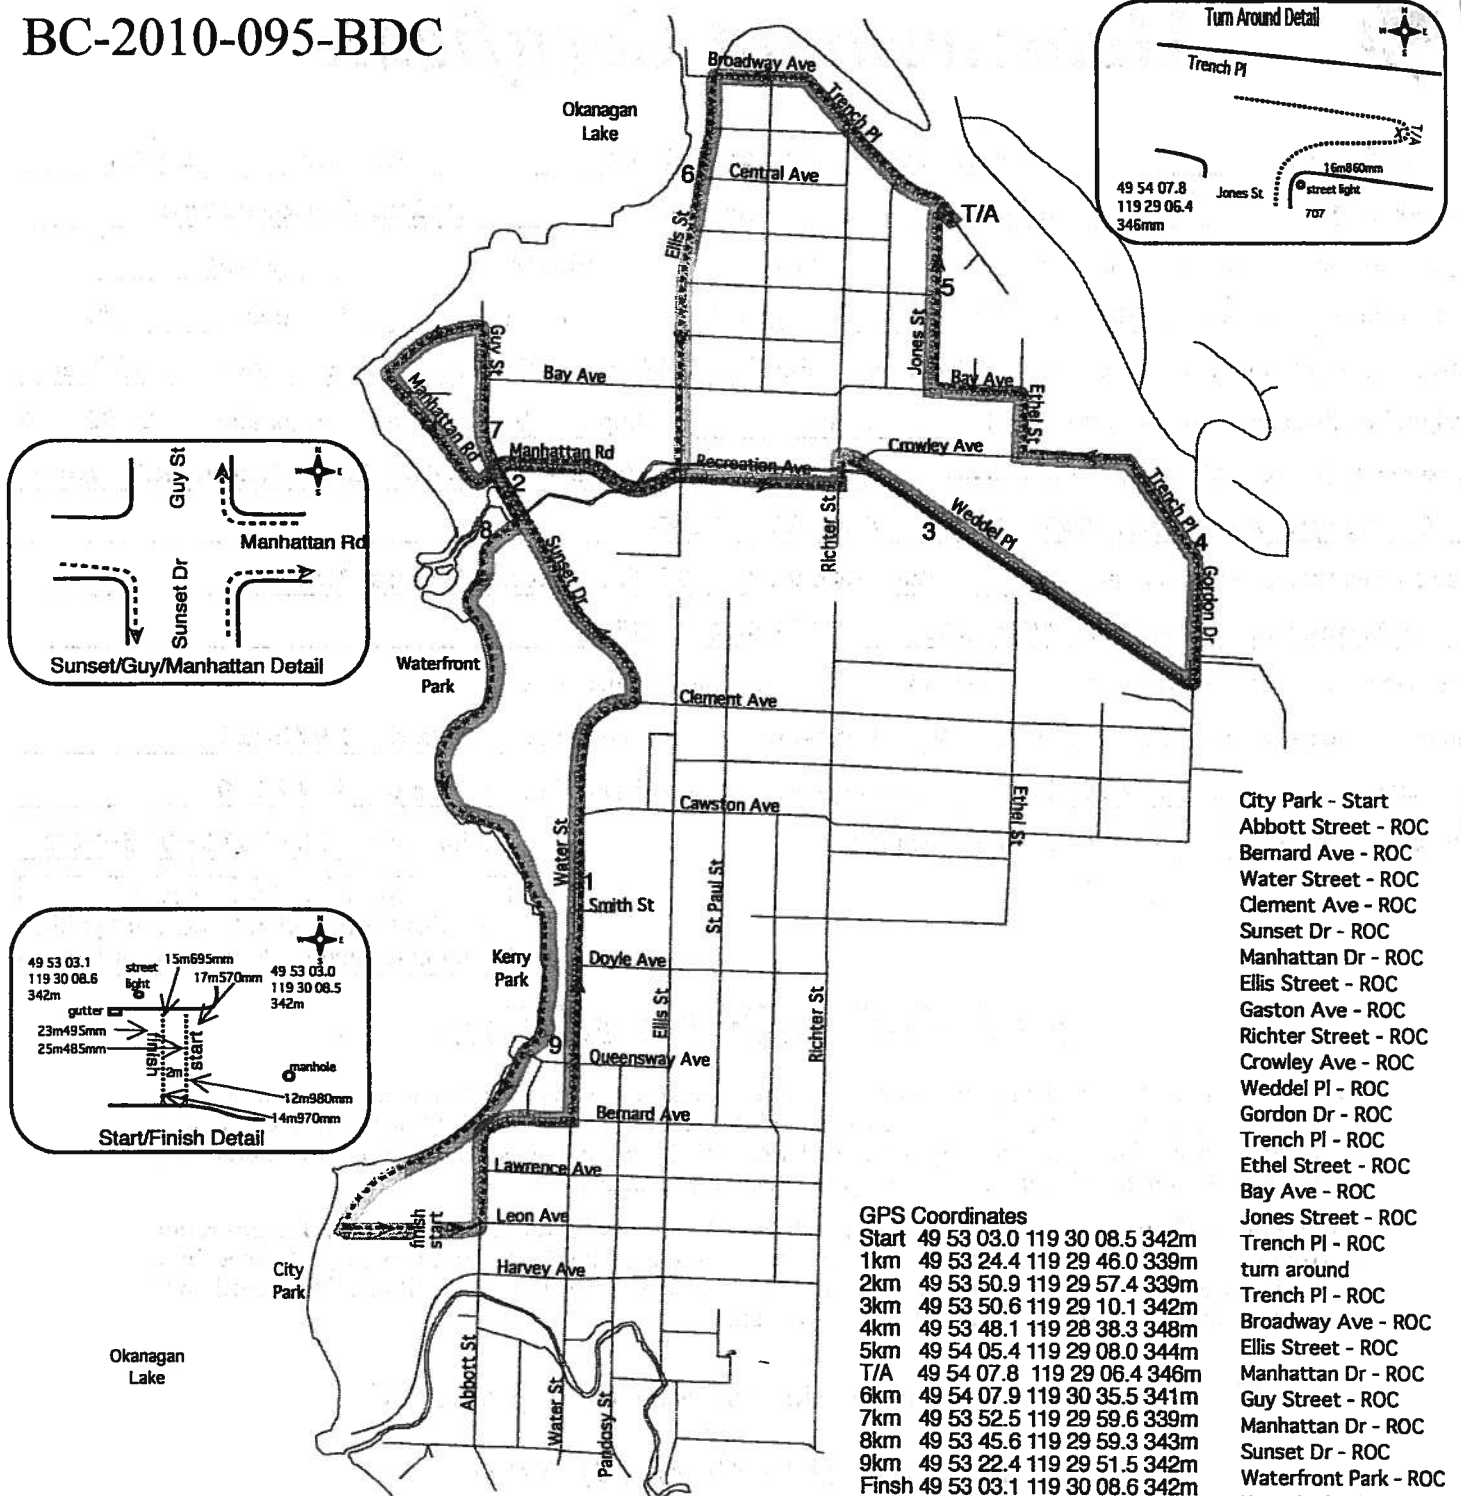 BC-2010-095-BDC
Turn Around Detail
N
W E
S
Trench Pl
T/A
X
16m860mm
Jones St
street light
707
49 54 07.8
119 29 06.4
346mm
Okanagan
Lake
Broadway Ave
Trench Pl
6
Central Ave
T/A
Ellis St
5
Jones St
Guy St
Bay Ave
Bay Ave
Ethel St
Manhattan Rd
7
Manhattan Rd
Crowley Ave
Recreation Ave
2
Trench Pl
Richter St
3
Weddel Pl
4
8
Sunset Dr
Gordon Dr
N
W E
S
Guy St
Manhattan Rd
Sunset Dr
Sunset/Guy/Manhattan Detail
Waterfront
Park
Clement Ave
Cawston Ave
Ethel St
Water St
1
St Paul St
Smith St
Kerry
Park
Doyle Ave
Ellis St
Richter St
9
Queensway Ave
Bernard Ave
Lawrence Ave
Leon Ave
finish
start
Harvey Ave
City
Park
Okanagan
Lake
Abbott St
Water St
Pandosy St
N
W E
S
49 53 03.1
119 30 08.6
342m
street
light
15m695mm
17m570mm
49 53 03.0
119 30 08.5
342m
gutter
23m495mm
25m485mm
finish
2m
start
manhole
12m980mm
14m970mm
Start/Finish Detail
GPS Coordinates
Start 49 53 03.0 119 30 08.5 342m
1km 49 53 24.4 119 29 46.0 339m
2km 49 53 50.9 119 29 57.4 339m
3km 49 53 50.6 119 29 10.1 342m
4km 49 53 48.1 119 28 38.3 348m
5km 49 54 05.4 119 29 08.0 344m
T/A 49 54 07.8 119 29 06.4 346m
6km 49 54 07.9 119 30 35.5 341m
7km 49 53 52.5 119 29 59.6 339m
8km 49 53 45.6 119 29 59.3 343m
9km 49 53 22.4 119 29 51.5 342m
Finsh 49 53 03.1 119 30 08.6 342m
City Park - Start
Abbott Street - ROC
Bernard Ave - ROC
Water Street - ROC
Clement Ave - ROC
Sunset Dr - ROC
Manhattan Dr - ROC
Ellis Street - ROC
Gaston Ave - ROC
Richter Street - ROC
Crowley Ave - ROC
Weddel Pl - ROC
Gordon Dr - ROC
Trench Pl - ROC
Ethel Street - ROC
Bay Ave - ROC
Jones Street - ROC
Trench Pl - ROC
turn around
Trench Pl - ROC
Broadway Ave - ROC
Ellis Street - ROC
Manhattan Dr - ROC
Guy Street - ROC
Manhattan Dr - ROC
Sunset Dr - ROC
Waterfront Park - ROC